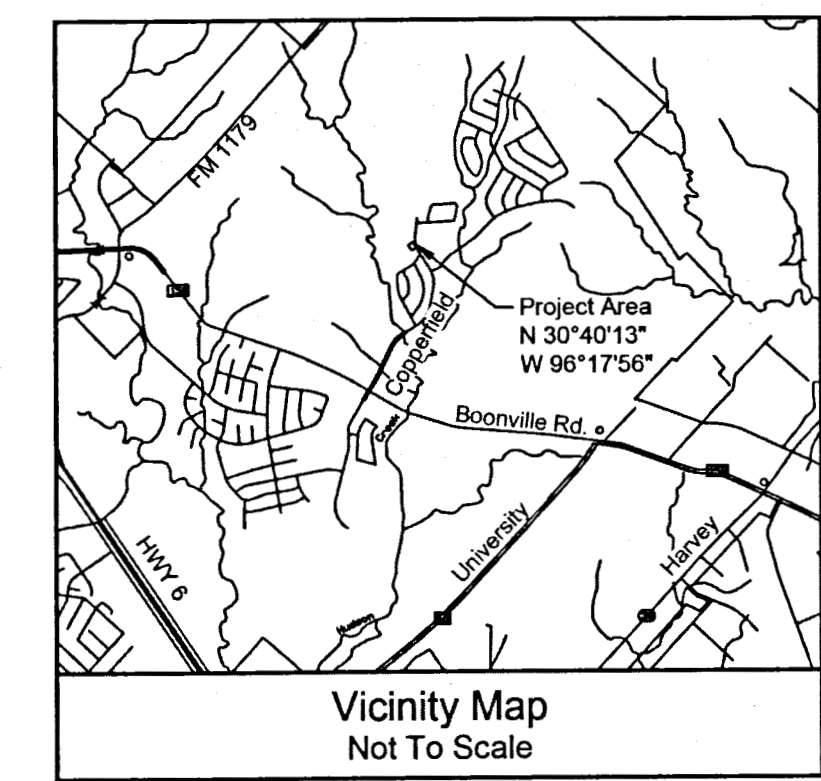 FM 1179
Copperfield
Project Area
N 30°40'13"
W 96°17'56"
Boonville Rd.
Creek
University
Harvey
HWY 6
Hudson
Vicinity Map
Not To Scale